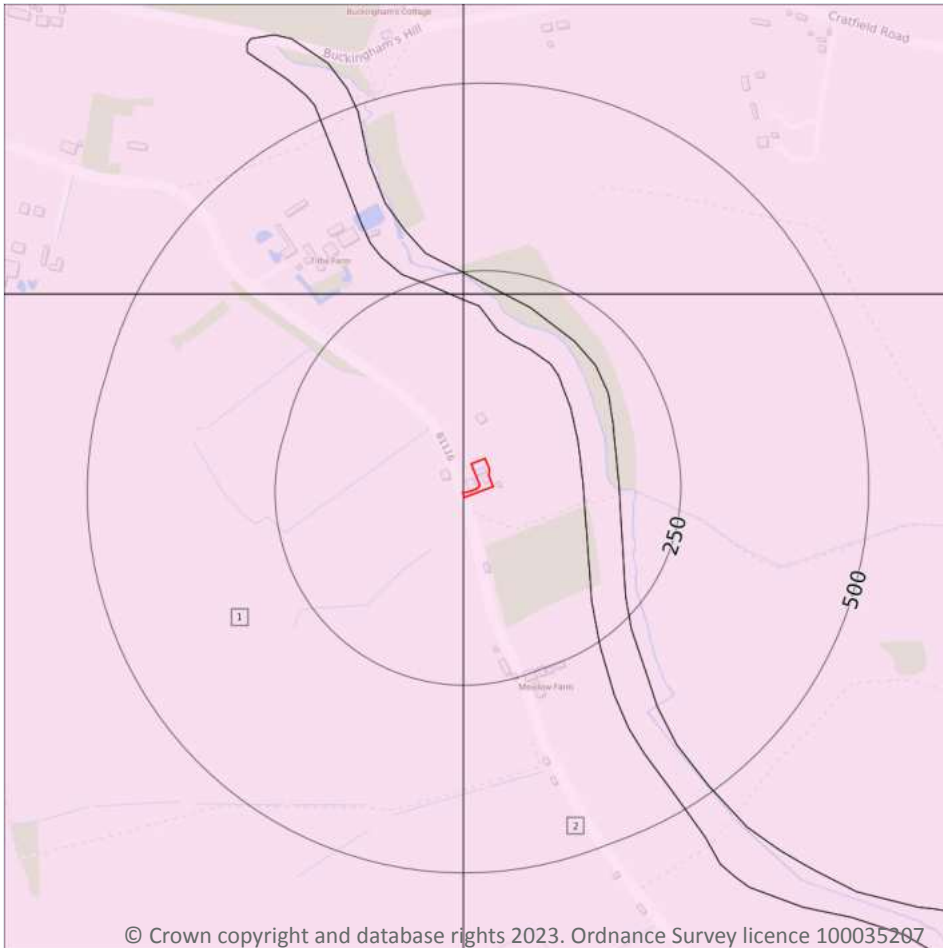 Buckingham's Cottage
Buckingham's Hill
Cratfield Road
Tithe Farm
B1116
250
500
1
Meadow Farm
2
© Crown copyright and database rights 2023. Ordnance Survey licence 100035207